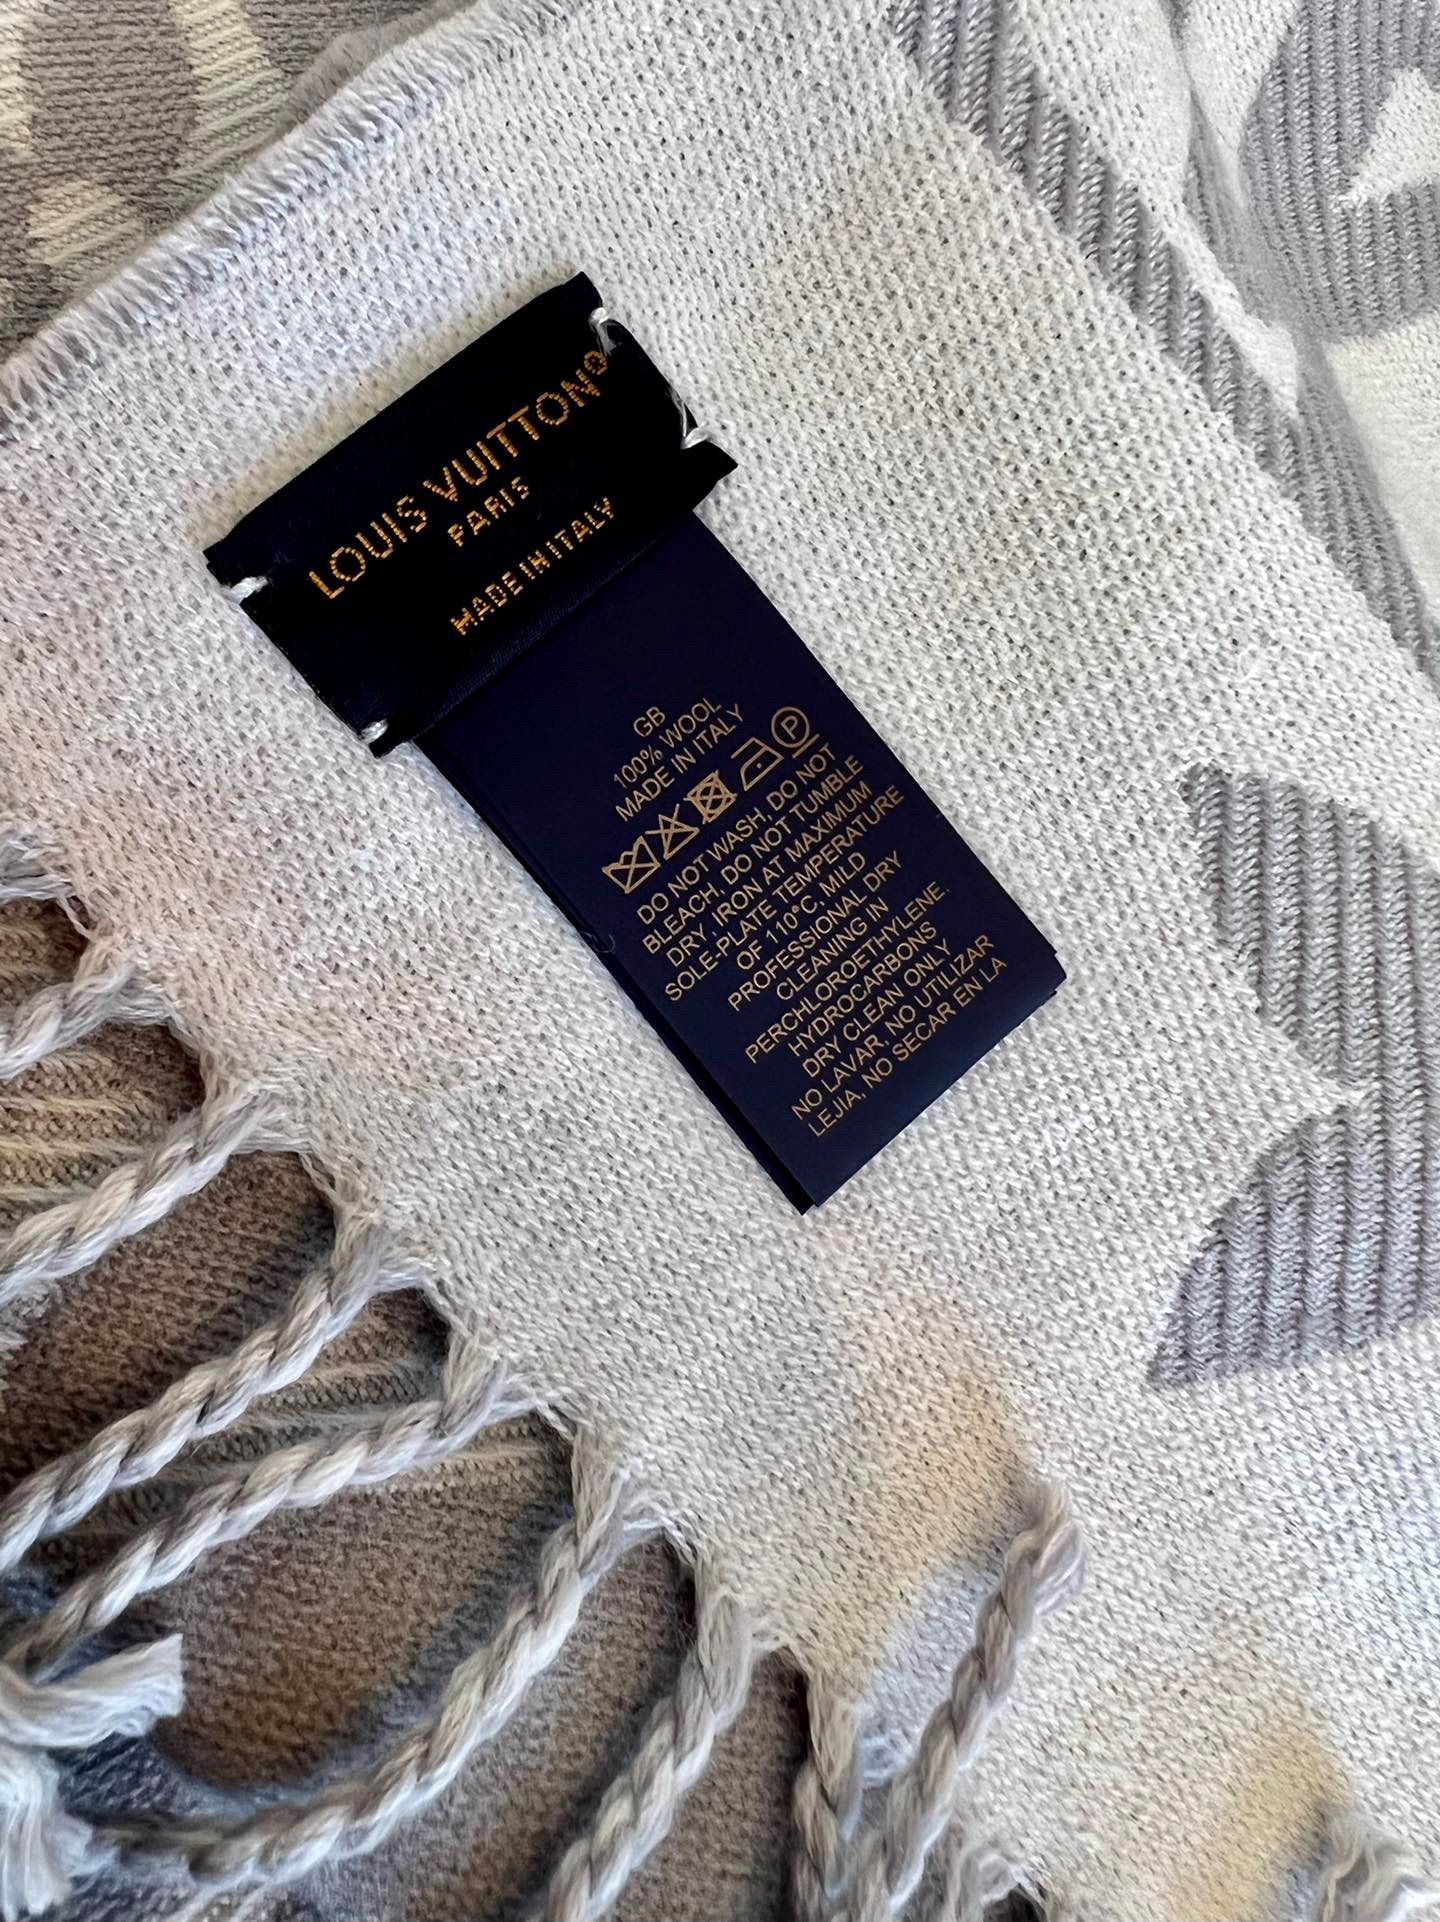 LOUIS VUITTON®
PARIS
MADE IN ITALY
GB
100% WOOL
MADE IN ITALY
P
DO NOT WASH, DO NOT
BLEACH, DO NOT TUMBLE
DRY, IRON AT MAXIMUM
SOLE-PLATE TEMPERATURE
OF 110°C, MILD
PROFESSIONAL DRY
CLEANING IN
PERCHLOROETHYLENE.
HYDROCARBONS
DRY CLEAN ONLY
NO LAVAR, NO UTILIZAR
LEJIA, NO SECAR EN LA